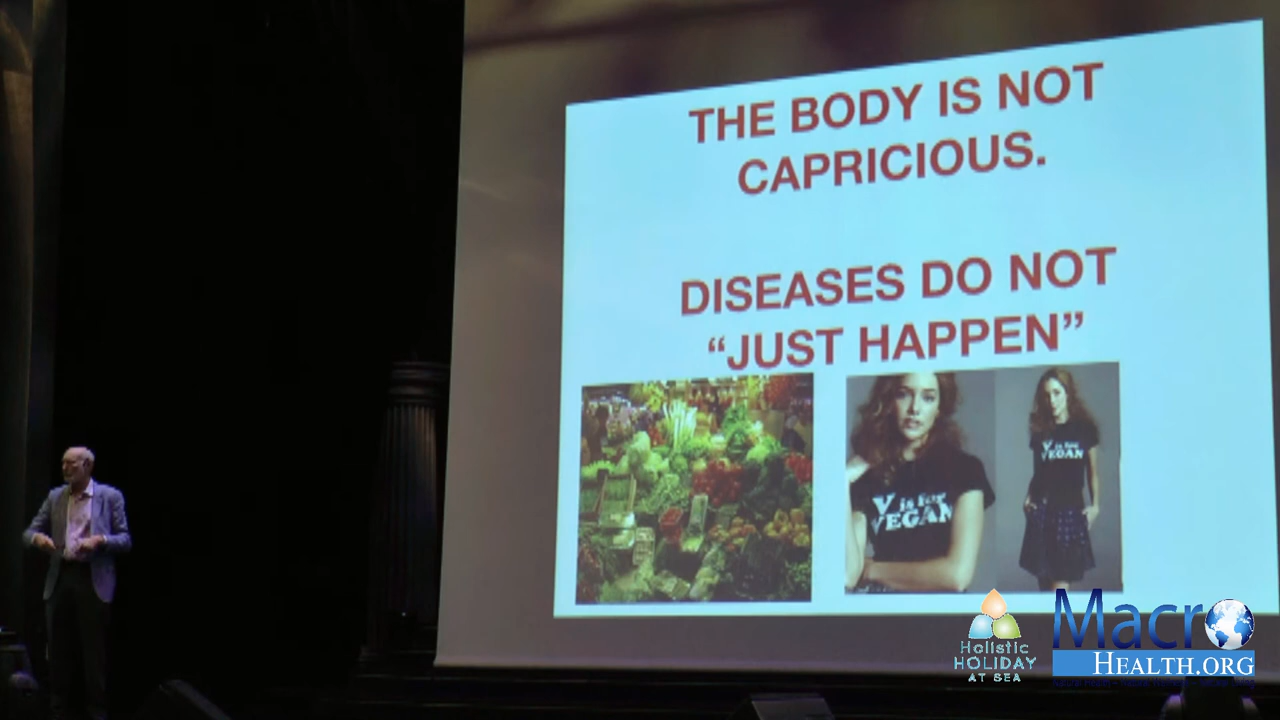 THE BODY IS NOT
CAPRICIOUS.
DISEASES DO NOT
“JUST HAPPEN”
V is for
VEGAN
V is for
VEGAN
Holistic
HOLIDAY
AT SEA
Macro
HEALTH.ORG